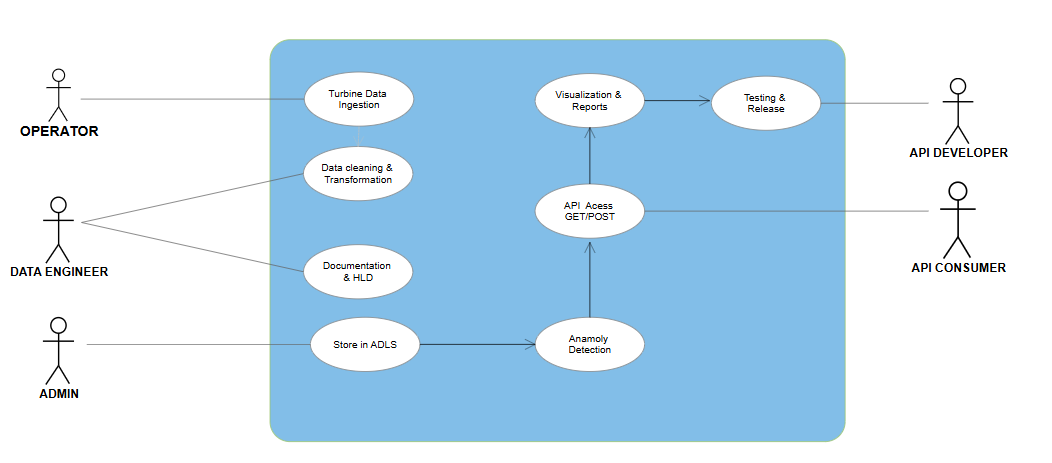 OPERATOR
Turbine Data
Ingestion
Visualization &
Reports
Testing &
Release
API DEVELOPER
Data cleaning &
Transformation
API  Acess
GET/POST
DATA ENGINEER
Documentation
& HLD
API CONSUMER
ADMIN
Store in ADLS
Anamoly
Detection